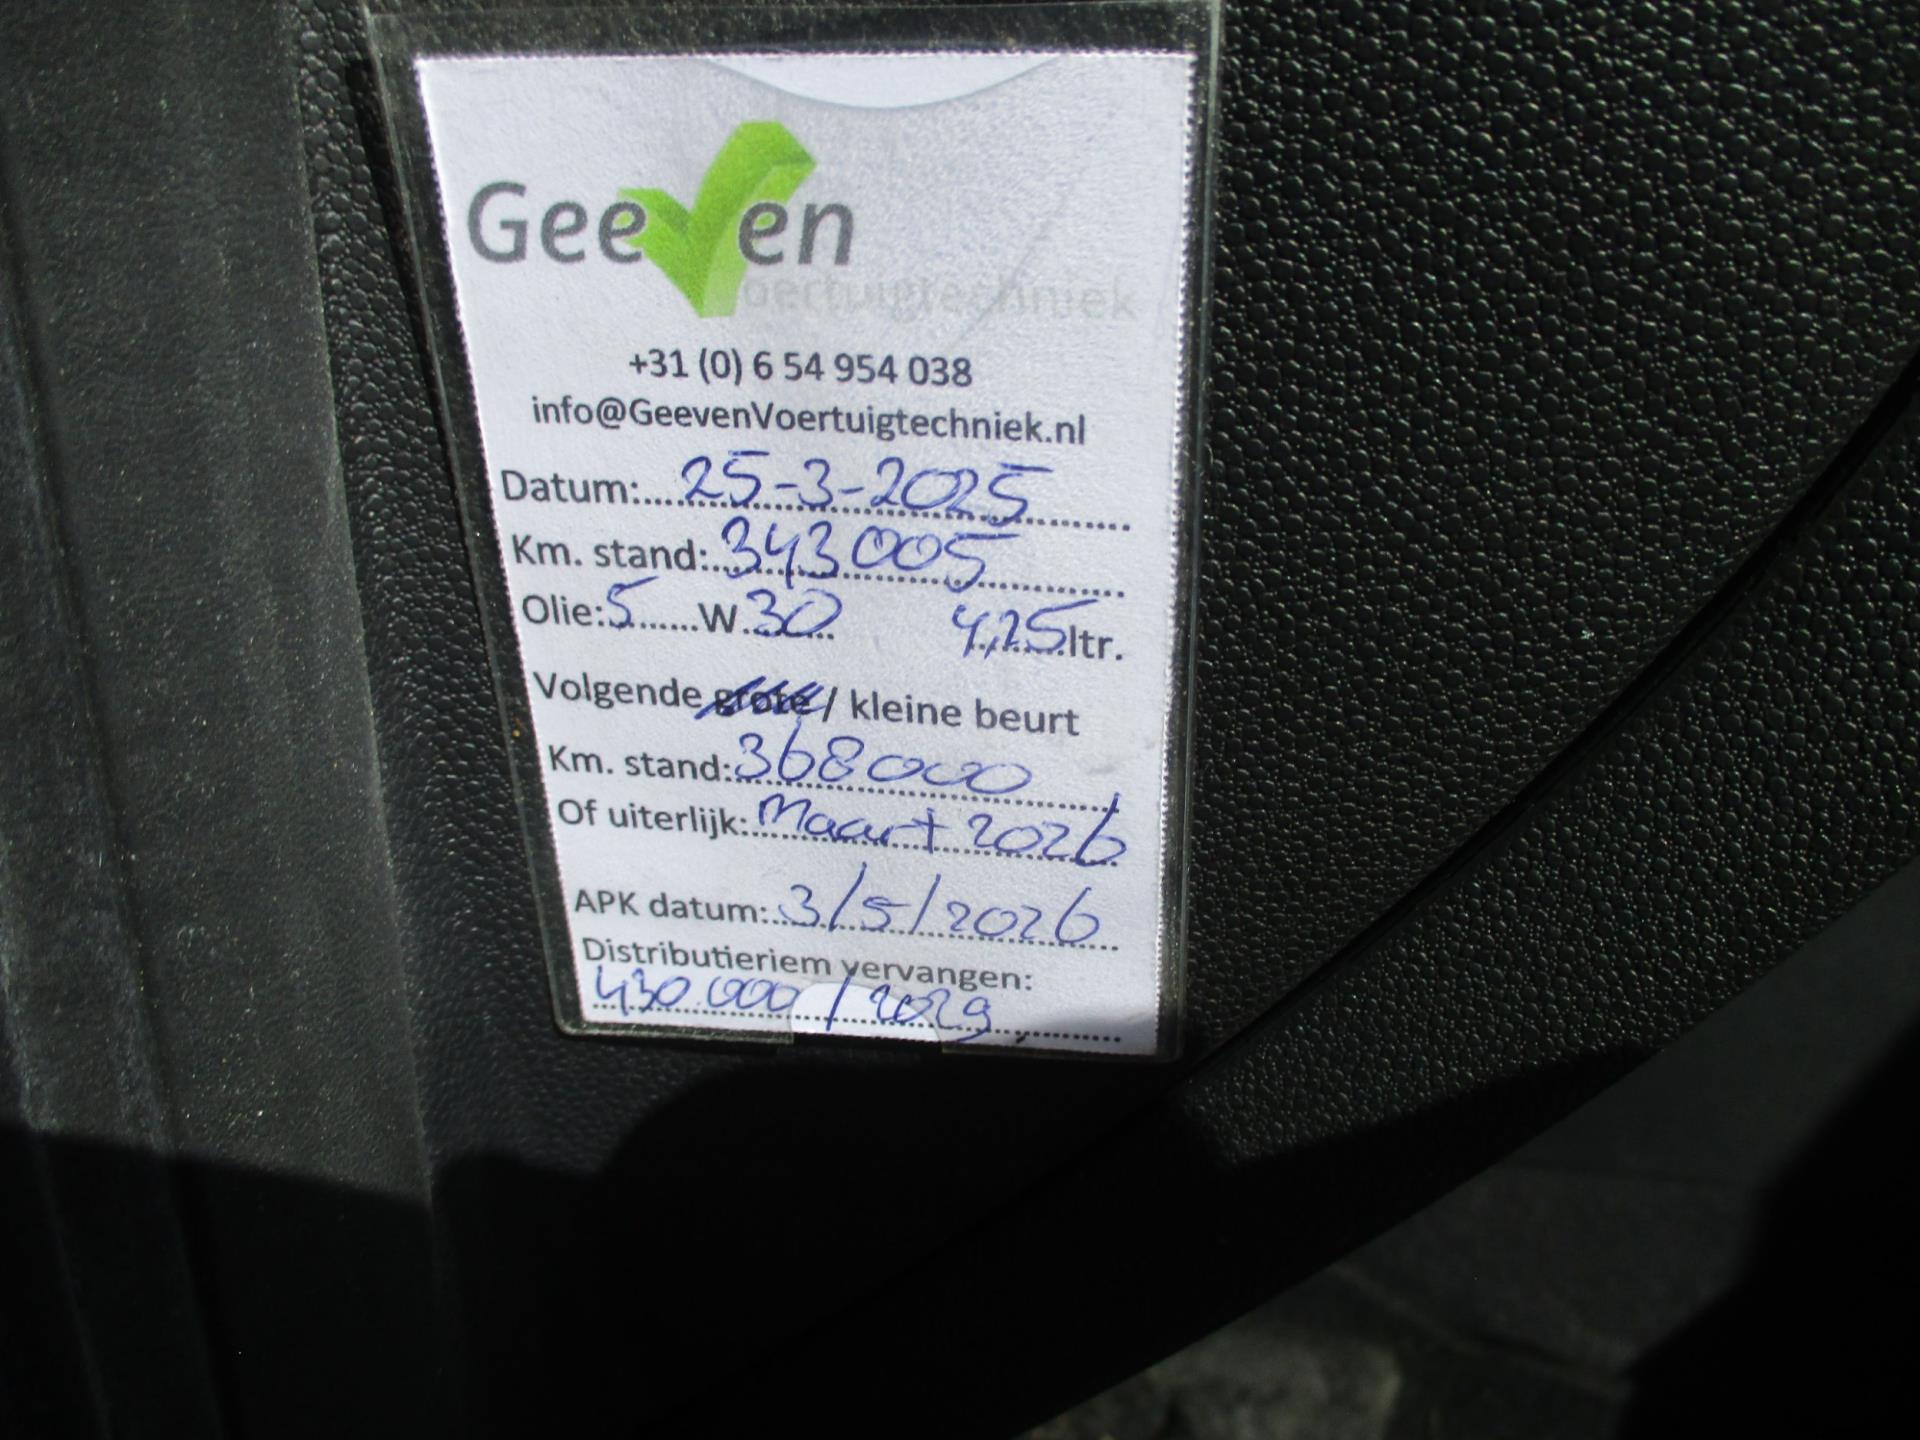 Geeven
Voertuigtechniek
+31 (0) 6 54 954 038
info@GeevenVoertuigtechniek.nl
Datum: 25-3-2025
Km. stand: 343005
Olie: 5 W 30 4,25 ltr.
Volgende grote / kleine beurt
Km. stand: 368000
Of uiterlijk: Maart 2026
APK datum: 3/5/2026
Distributieriem vervangen:
430.000 / 2029